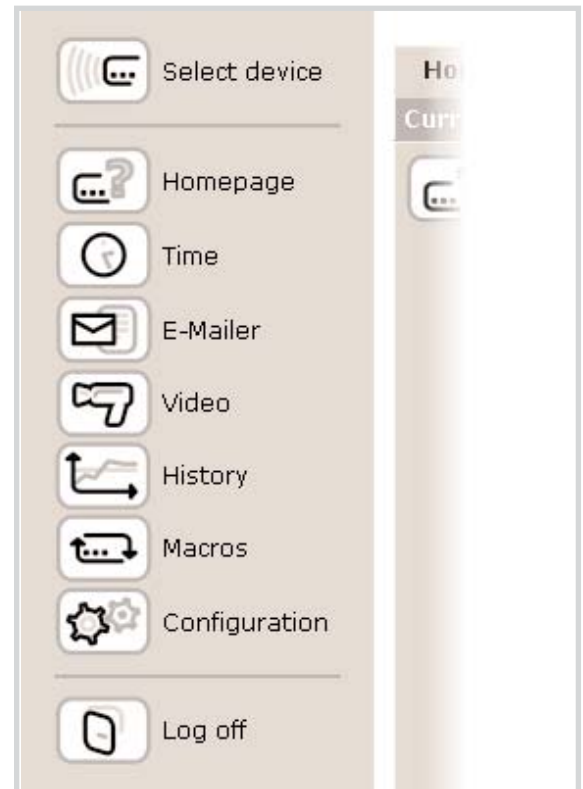 Select device
Homepage
Time
E-Mailer
Video
History
Macros
Configuration
Log off